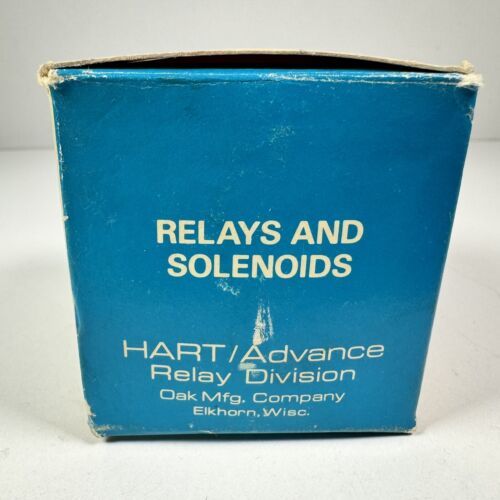 RELAYS AND
SOLENOIDS
HART/Advance
Relay Division
Oak Mfg. Company
Elkhorn, Wisc.